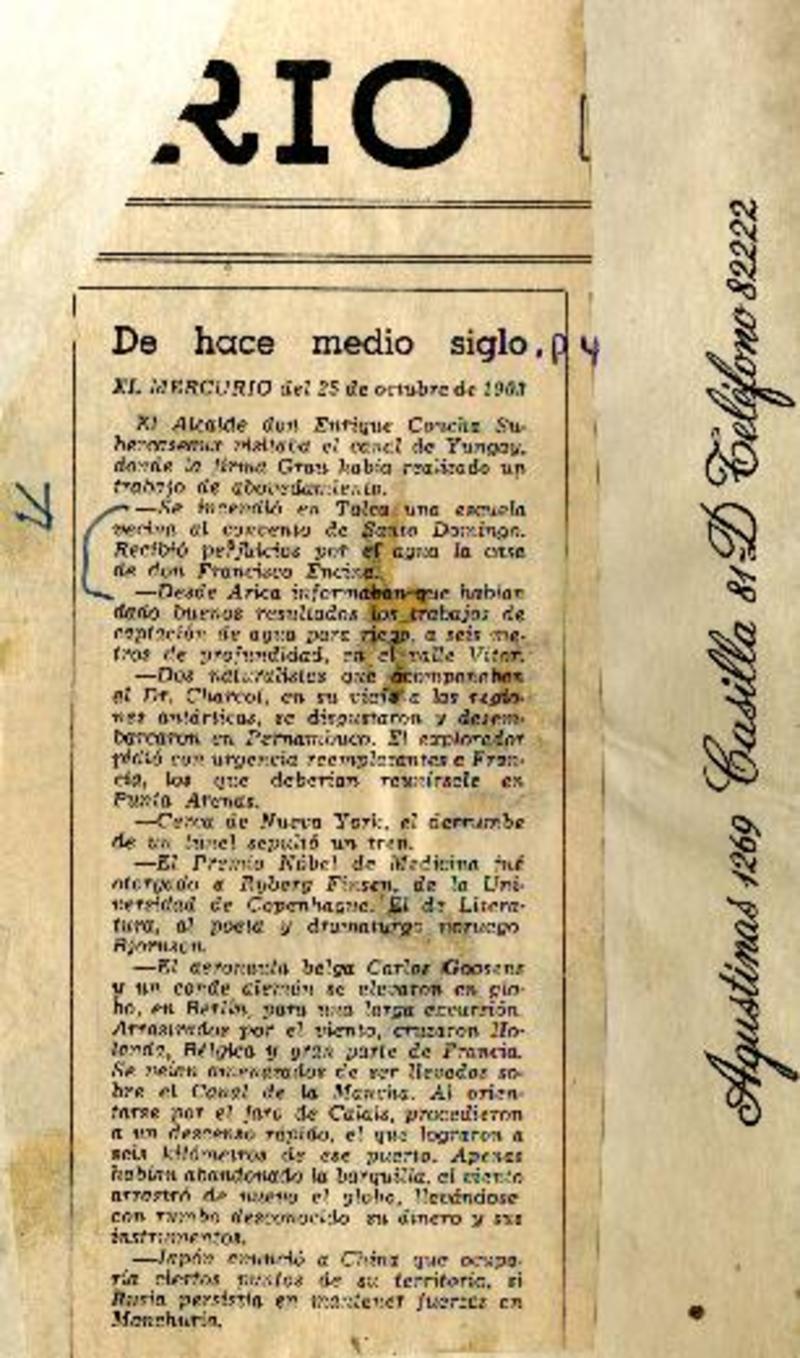 RIO
De hace medio siglo. p 4
EL MERCURIO del 25 de octubre de 1903
El Alcalde don Enrique Concha Su-
bercaseaux visitaba el canal de Yungay,
donde la firma Grau había realizado un
trabajo de abovedamiento.
—Se incendió en Talca una escuela
vecina al convento de Santo Domingo.
Recibió perjuicios por el agua la casa
de don Francisco Encina.
—Desde Arica informaban que habían
dado buenos resultados los trabajos de
captación de agua para riego, a seis me-
tros de profundidad, en el valle Vitor.
—Dos naturalistas que acompañaban
al Dr. Charcot, en su viaje a las regio-
nes antárticas, se disgustaron y desem-
barcaron en Pernambuco. El explorador
pidió con urgencia reemplazantes a Fran-
cia, los que deberían reunírsele en
Punta Arenas.
—Cerca de Nueva York, el derrumbe
de un túnel sepultó un tren.
—El Premio Nóbel de Medicina fué
otorgado a Ryberg Finsen, de la Uni-
versidad de Copenhague. El de Litera-
tura, al poeta y dramaturgo noruego
Bjornson.
—El aeronauta belga Carlos Goosens
y un conde alemán se elevaron en glo-
bo, en Berlín, para una larga excursión.
Arrastrados por el viento, cruzaron Ho-
landa, Bélgica y gran parte de Francia.
Se veían amenazados de ser llevados so-
bre el Canal de la Mancha. Al orien-
tarse por el faro de Calais, procedieron
a un descenso rápido, el que lograron a
seis kilómetros de ese puerto. Apenas
habían abandonado la barquilla, el viento
arrastró de nuevo el globo, llevándose
con rumbo desconocido su dinero y sus
instrumentos.
—Japón anunció a China que ocupa-
ría ciertos puntos de su territorio, si
Rusia persistía en mantener fuerzas en
Manchuria.
Agustinas 1269 Casilla 81-D Teléfono 82222